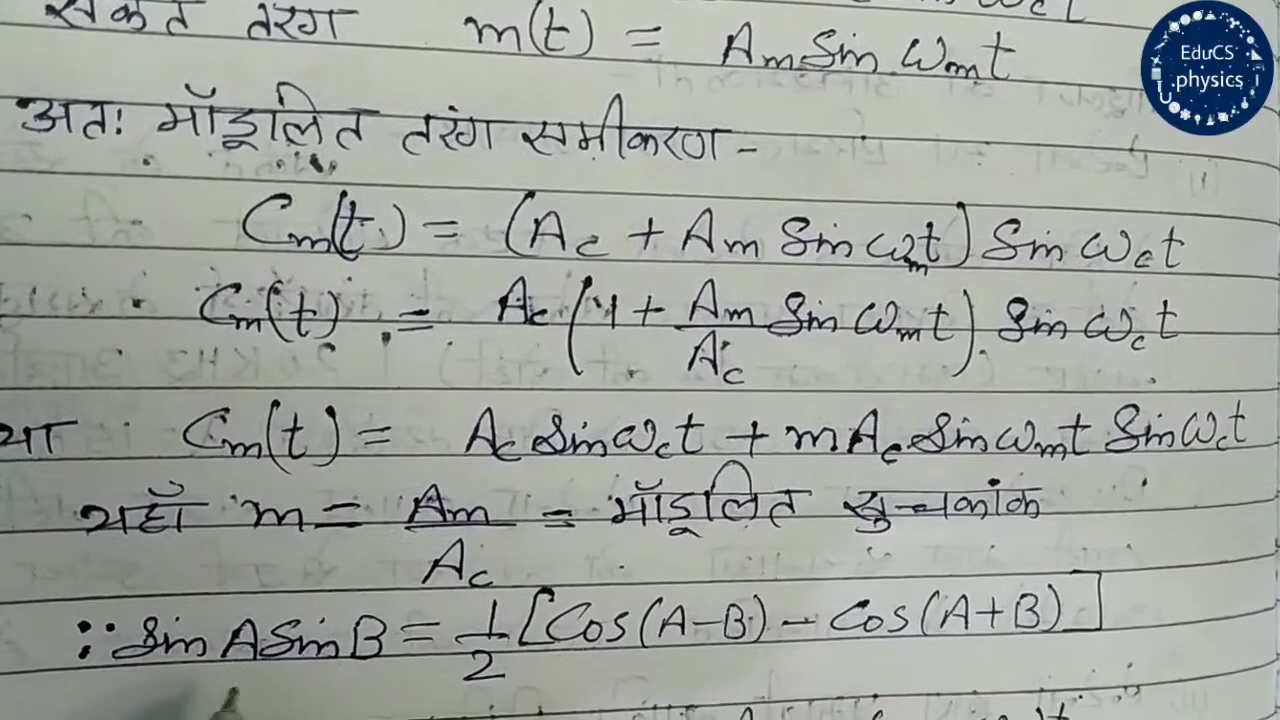 संकेत तरंग m(t) = Am Sin ωmt
EduCS
physics
अतः मॉडूलित तरंग समीकरण -
Cm(t) = (Ac + Am Sin ωmt) Sin ωct
Cm(t) = Ac (1 + Am/Ac Sin ωmt) Sin ωct
या Cm(t) = Ac Sin ωct + m Ac Sin ωmt Sin ωct
यहाँ m = Am/Ac = मॉडूलित सुचकांक
∵ Sin A Sin B = 1/2 [Cos(A-B) - Cos(A+B)]